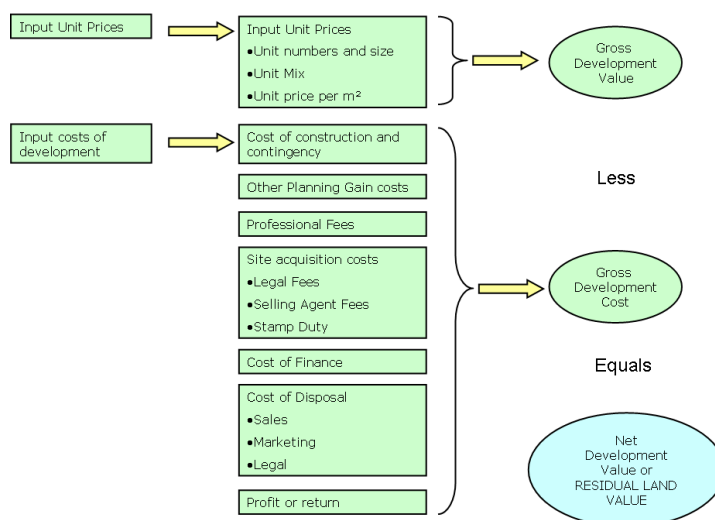 Input Unit Prices
Input Unit Prices
•Unit numbers and size
•Unit Mix
•Unit price per m²
Gross
Development
Value
Input costs of
development
Cost of construction and
contingency
Other Planning Gain costs
Professional Fees
Site acquisition costs
•Legal Fees
•Selling Agent Fees
•Stamp Duty
Cost of Finance
Cost of Disposal
•Sales
•Marketing
•Legal
Profit or return
Less
Gross
Development
Cost
Equals
Net
Development
Value or
RESIDUAL LAND
VALUE